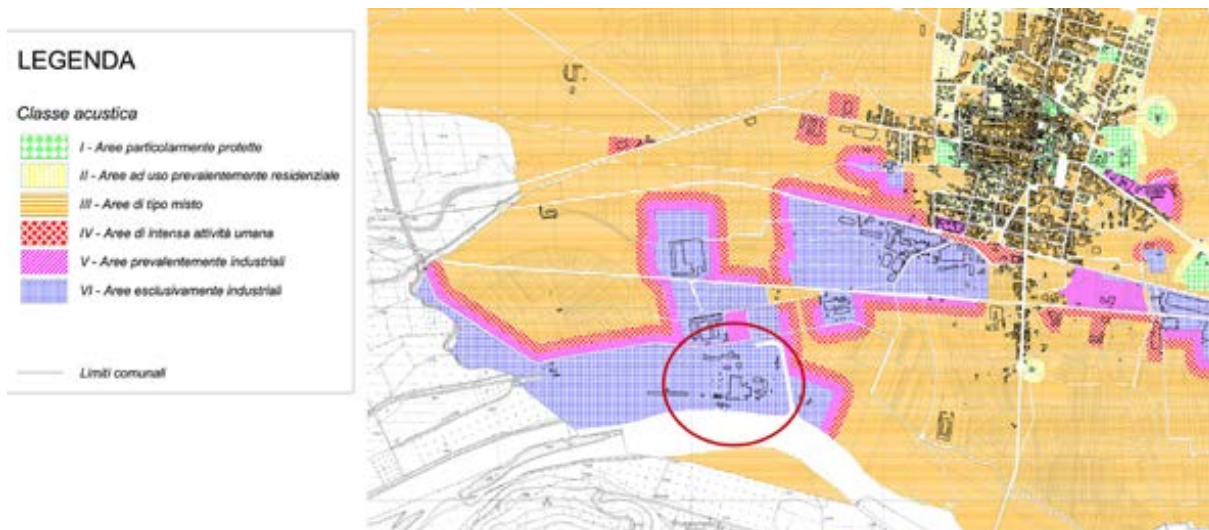 LEGENDA
Classe acustica
I - Aree particolarmente protette
II - Aree ad uso prevalentemente residenziale
III - Aree di tipo misto
IV - Aree di intensa attività umana
V - Aree prevalentemente industriali
VI - Aree esclusivamente industriali
Limiti comunali